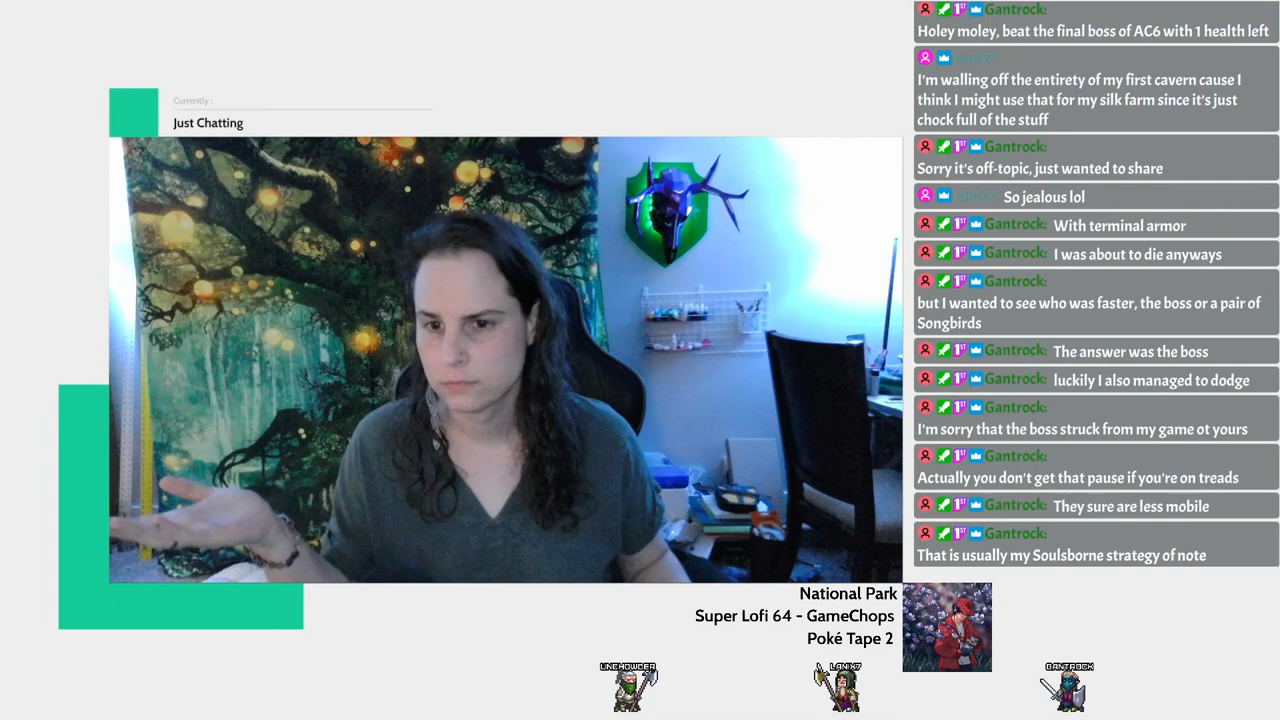 Gantrock:
Holey moley, beat the final boss of AC6 with 1 health left
I'm walling off the entirety of my first cavern cause I
think I might use that for my silk farm since it's just
chock full of the stuff
Gantrock:
Sorry it's off-topic, just wanted to share
Lanix7: So jealous lol
Gantrock: With terminal armor
Gantrock: I was about to die anyways
Gantrock:
but I wanted to see who was faster, the boss or a pair of
Songbirds
Gantrock: The answer was the boss
Gantrock: luckily I also managed to dodge
Gantrock:
I'm sorry that the boss struck from my game ot yours
Gantrock:
Actually you don't get that pause if you're on treads
Gantrock: They sure are less mobile
Gantrock:
That is usually my Soulsborne strategy of note
Currently :
Just Chatting
National Park
Super Lofi 64 - GameChops
Poké Tape 2
UNCHOWDER
LANIX7
GANTROCK